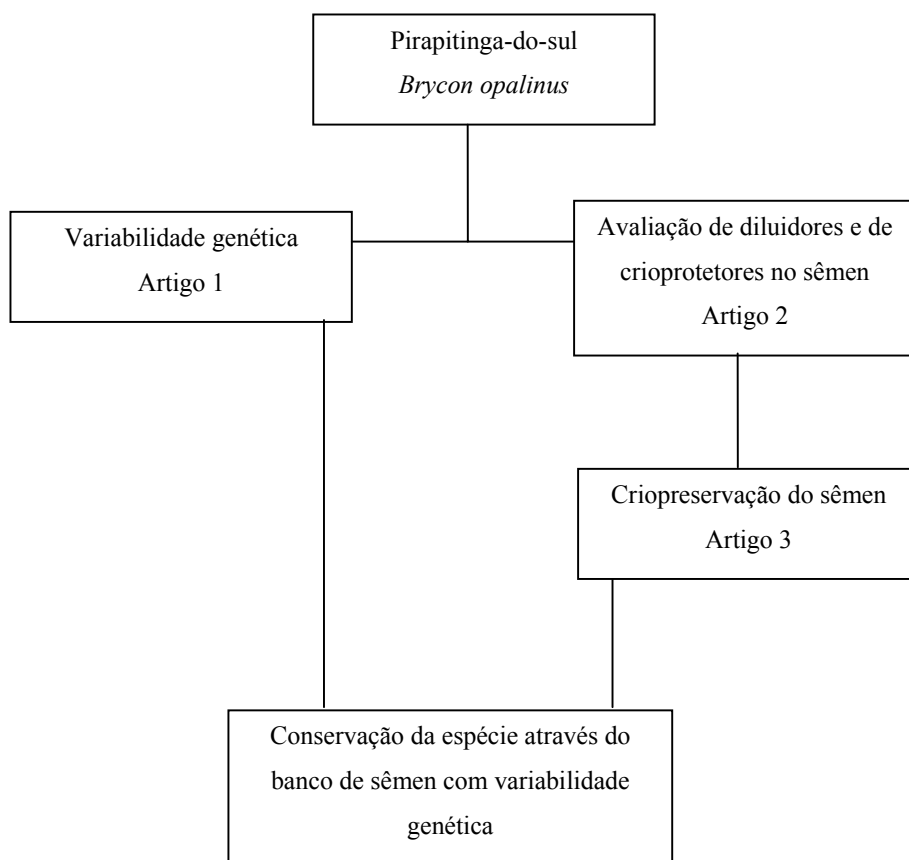 Pirapitinga-do-sul
Brycon opalinus
Variabilidade genética
Artigo 1
Avaliação de diluidores e de
crioprotetores no sêmen
Artigo 2
Criopreservação do sêmen
Artigo 3
Conservação da espécie através do
banco de sêmen com variabilidade
genética